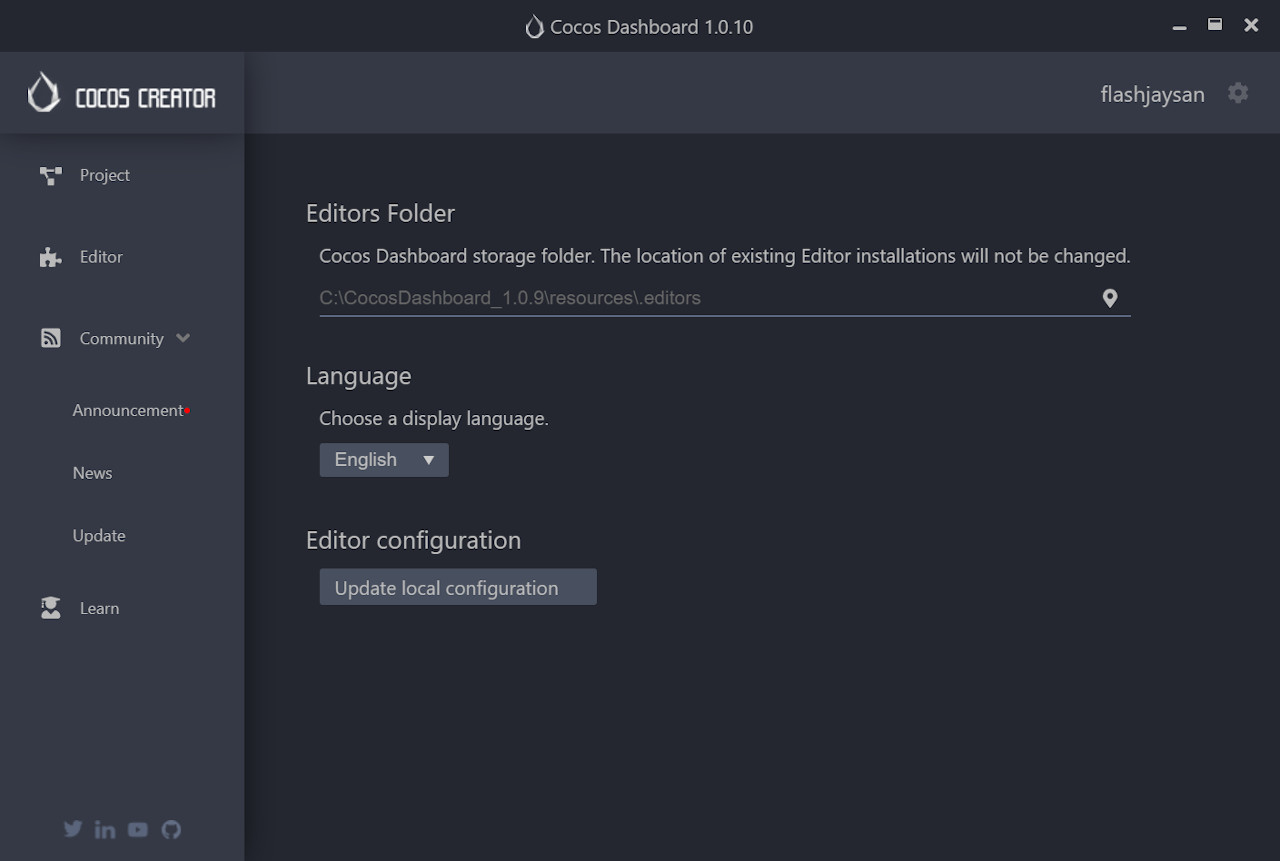 Cocos Dashboard 1.0.10
COCOS CREATOR
flashjaysan
Project
Editor
Community
Announcement
News
Update
Learn
Editors Folder
Cocos Dashboard storage folder. The location of existing Editor installations will not be changed.
C:\CocosDashboard_1.0.9\resources\.editors
Language
Choose a display language.
English
Editor configuration
Update local configuration